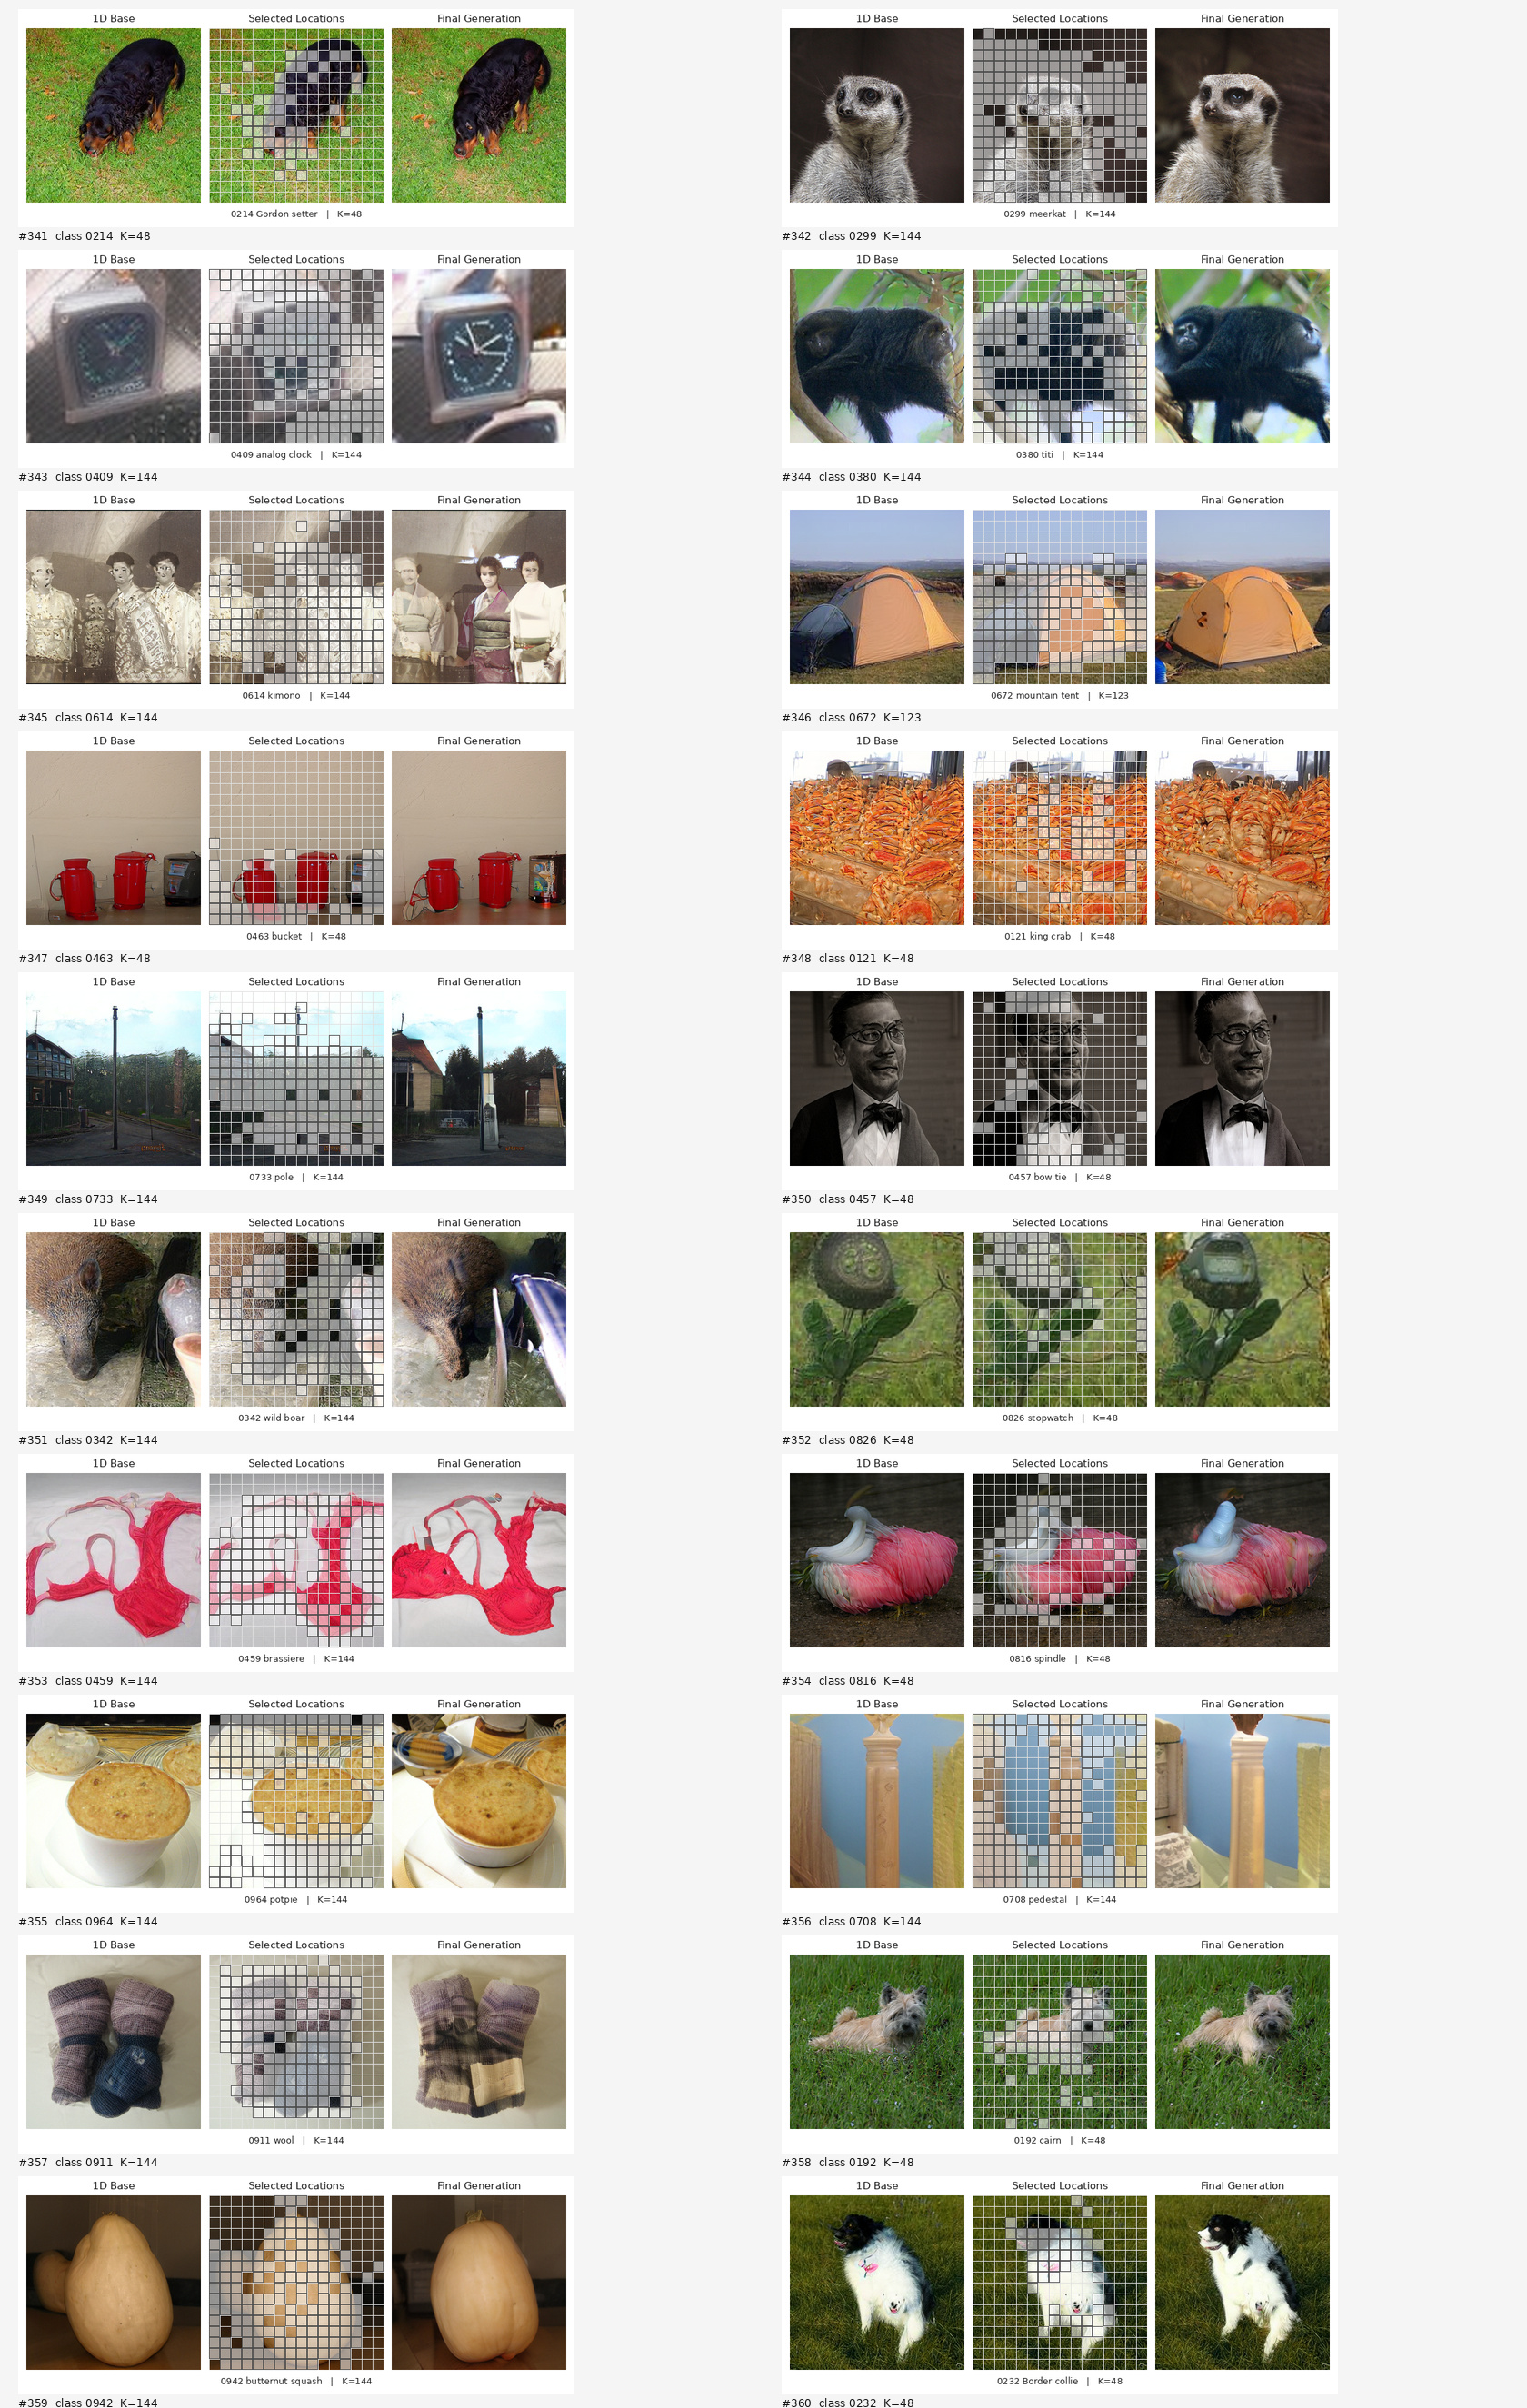 1D Base Selected Locations Final Generation 1D Base Selected Locations Final Generation
0214 Gordon setter | K=48 0299 meerkat | K=144
#341 class 0214 K=48 #342 class 0299 K=144
1D Base Selected Locations Final Generation 1D Base Selected Locations Final Generation
0409 analog clock | K=144 0380 titi | K=144
#343 class 0409 K=144 #344 class 0380 K=144
1D Base Selected Locations Final Generation 1D Base Selected Locations Final Generation
0614 kimono | K=144 0672 mountain tent | K=123
#345 class 0614 K=144 #346 class 0672 K=123
1D Base Selected Locations Final Generation 1D Base Selected Locations Final Generation
0463 bucket | K=48 0121 king crab | K=48
#347 class 0463 K=48 #348 class 0121 K=48
1D Base Selected Locations Final Generation 1D Base Selected Locations Final Generation
0733 pole | K=144 0457 bow tie | K=48
#349 class 0733 K=144 #350 class 0457 K=48
1D Base Selected Locations Final Generation 1D Base Selected Locations Final Generation
0342 wild boar | K=144 0826 stopwatch | K=48
#351 class 0342 K=144 #352 class 0826 K=48
1D Base Selected Locations Final Generation 1D Base Selected Locations Final Generation
0459 brassiere | K=144 0816 spindle | K=48
#353 class 0459 K=144 #354 class 0816 K=48
1D Base Selected Locations Final Generation 1D Base Selected Locations Final Generation
0964 potpie | K=144 0708 pedestal | K=144
#355 class 0964 K=144 #356 class 0708 K=144
1D Base Selected Locations Final Generation 1D Base Selected Locations Final Generation
0911 wool | K=144 0192 cairn | K=48
#357 class 0911 K=144 #358 class 0192 K=48
1D Base Selected Locations Final Generation 1D Base Selected Locations Final Generation
0942 butternut squash | K=144 0232 Border collie | K=48
#359 class 0942 K=144 #360 class 0232 K=48